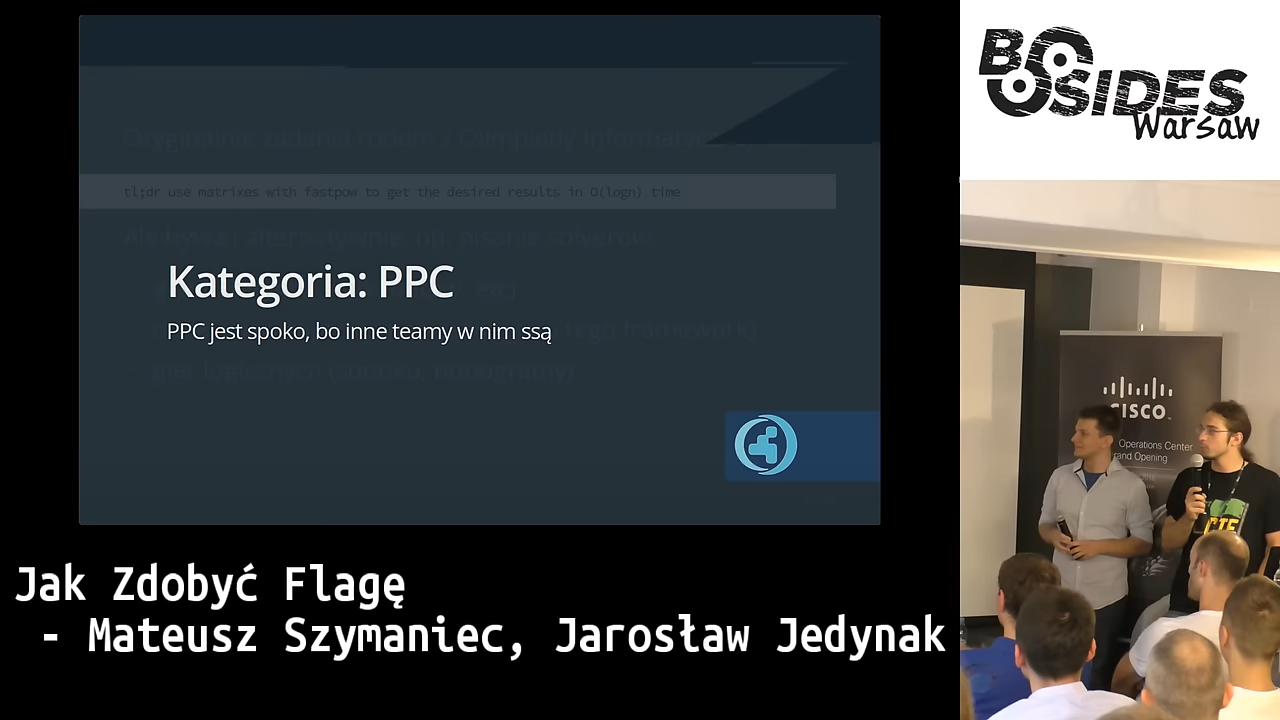 tl;dr use matrixes with fastpow to get the desired results in O(logn) time
Kategoria: PPC
PPC jest spoko, bo inne teamy w nim ssą
Jak Zdobyć Flagę
- Mateusz Szymaniec, Jarosław Jedynak
BSIDES
Warsaw
CISCO
Operations Center
Opening
CTF